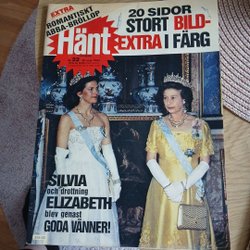 EXTRA
ROMANTISKT
ABBA-BRÖLLOP
Hänt
20 SIDOR
STORT BILD-
EXTRA I FÄRG
SILVIA
och drottning
ELIZABETH
blev genast
GODA VÄNNER!